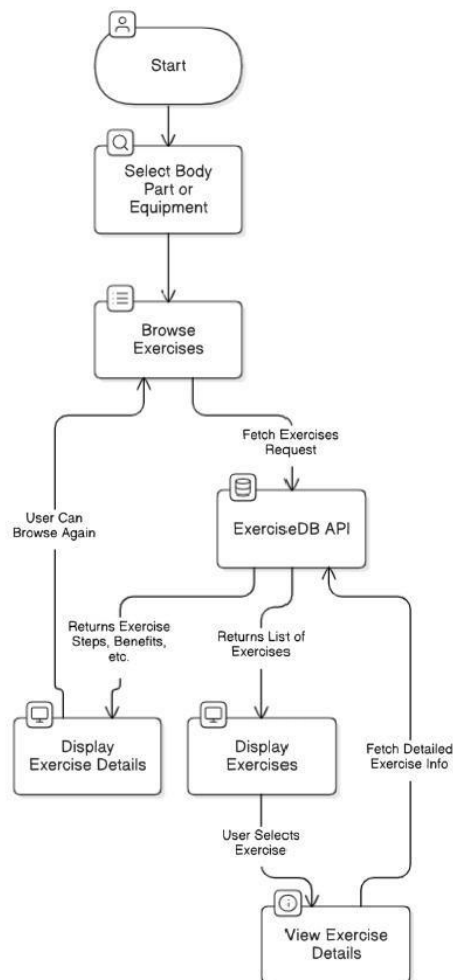 Start
Select Body
Part or
Equipment
Browse
Exercises
Fetch Exercises
Request
ExerciseDB API
User Can
Browse Again
Returns Exercise
Steps, Benefits,
etc.
Returns List of
Exercises
Display
Exercise Details
Display
Exercises
Fetch Detailed
Exercise Info
User Selects
Exercise
View Exercise
Details